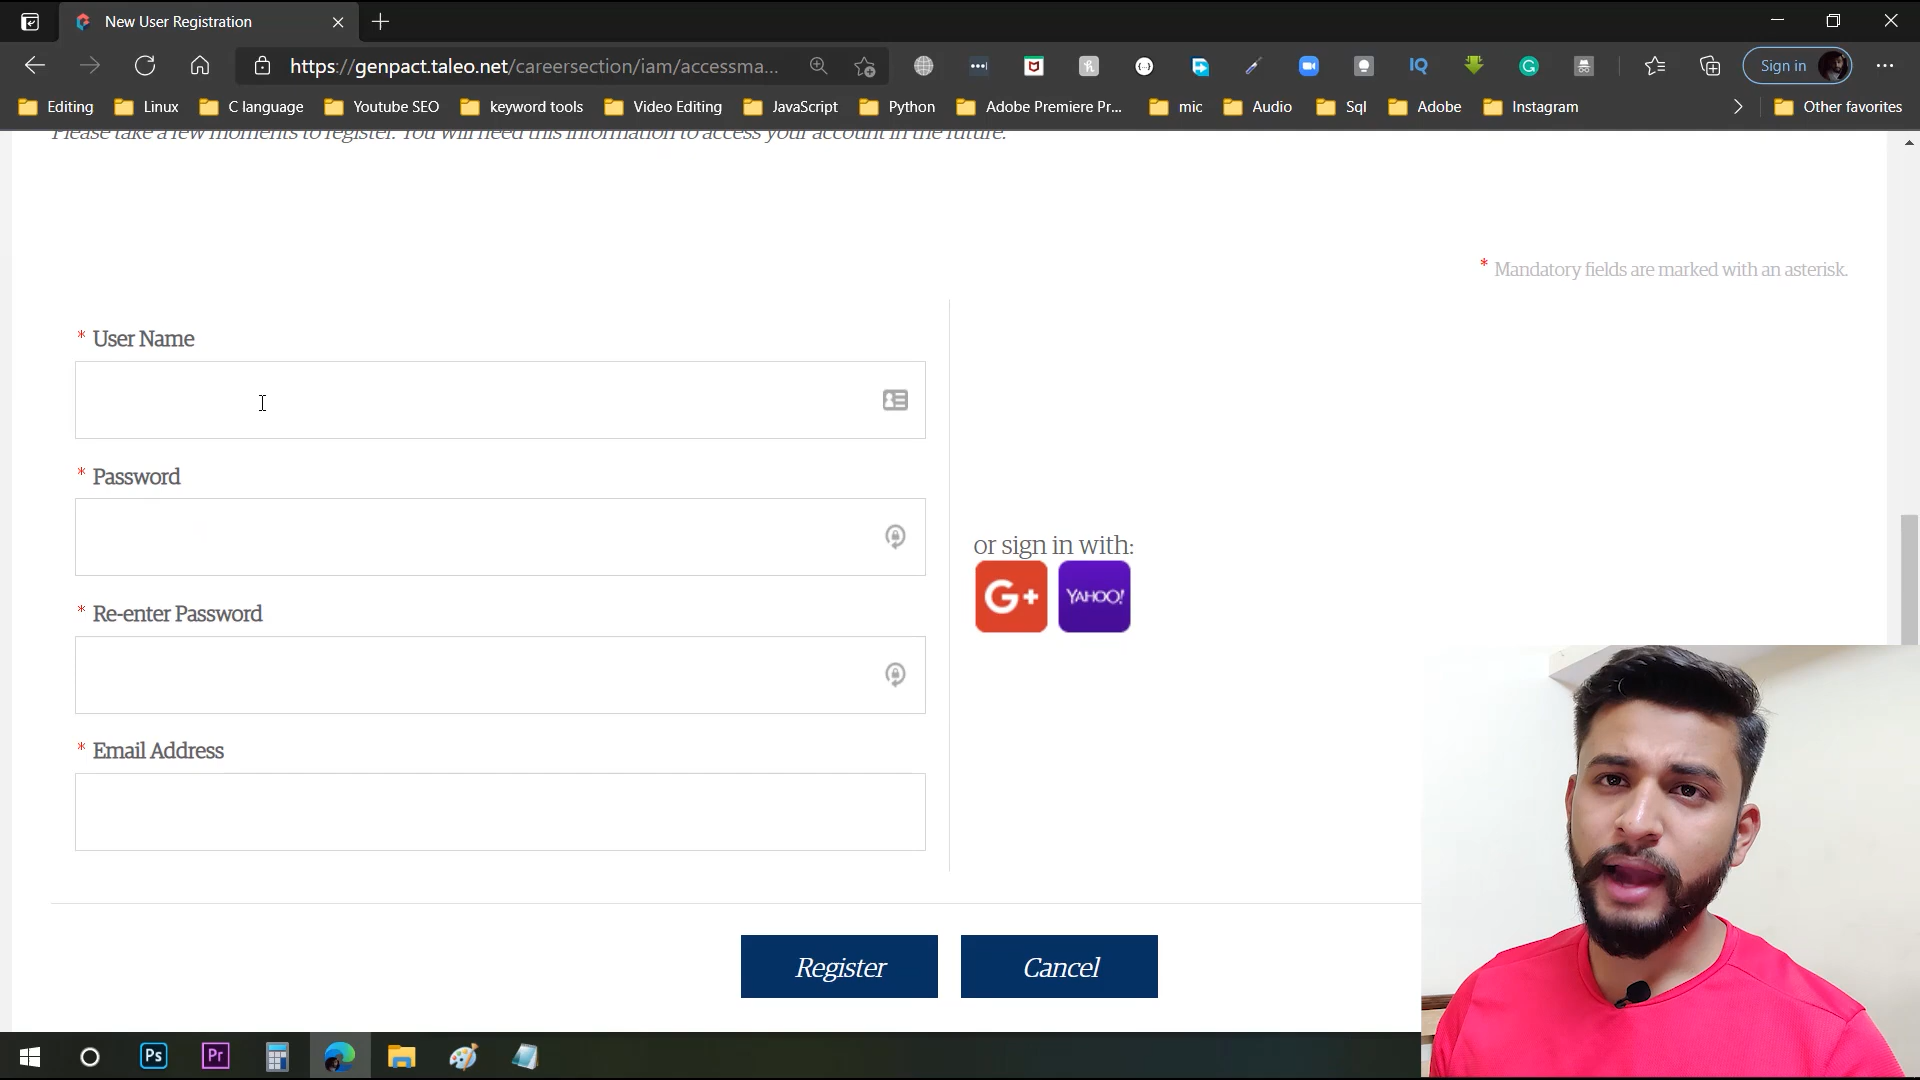 New User Registration
https://genpact.taleo.net/careersection/iam/accessma...
IQ
Sign in
Editing
Linux
C language
Youtube SEO
keyword tools
Video Editing
JavaScript
Python
Adobe Premiere Pr...
mic
Audio
Sql
Adobe
Instagram
Other favorites
Please take a few moments to register. You will need this information to access your account in the future.
* Mandatory fields are marked with an asterisk.
* User Name
* Password
or sign in with:
G+ YAHOO!
* Re-enter Password
* Email Address
Register
Cancel
Ps
Pr